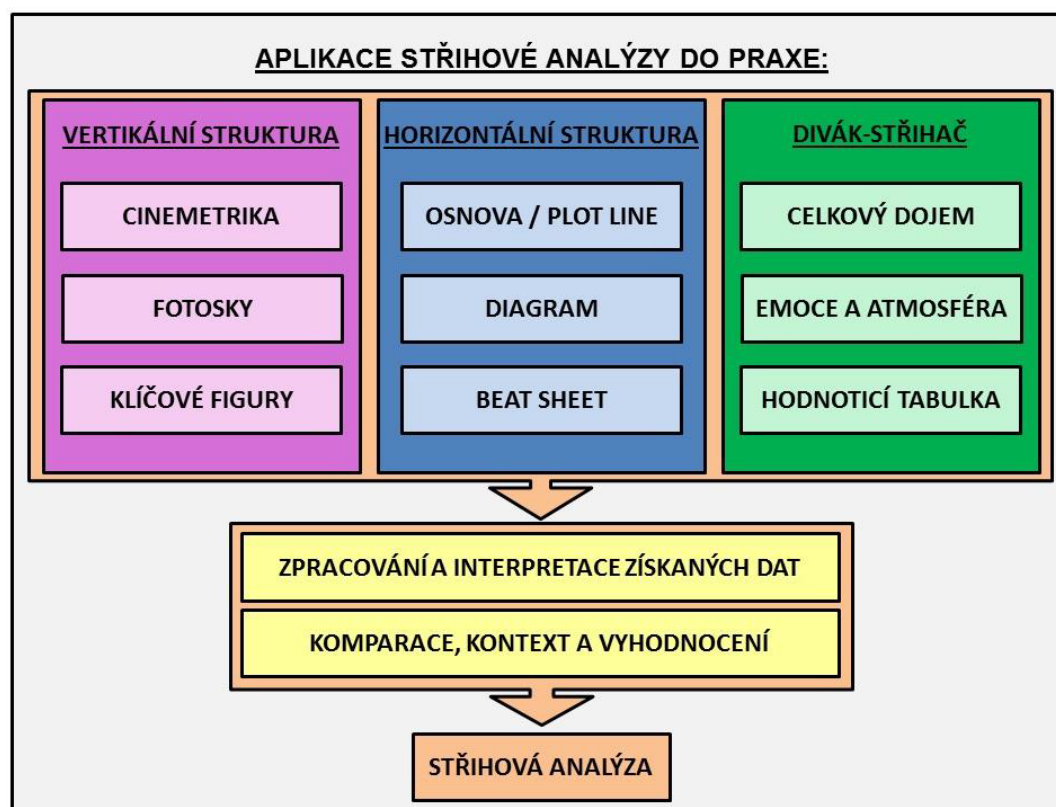 APLIKACE STŘIHOVÉ ANALÝZY DO PRAXE:
VERTIKÁLNÍ STRUKTURA
CINEMETRIKA
FOTOSKY
KLÍČOVÉ FIGURY
HORIZONTÁLNÍ STRUKTURA
OSNOVA / PLOT LINE
DIAGRAM
BEAT SHEET
DIVÁK-STŘIHAČ
CELKOVÝ DOJEM
EMOCE A ATMOSFÉRA
HODNOTICÍ TABULKA
ZPRACOVÁNÍ A INTERPRETACE ZÍSKANÝCH DAT
KOMPARACE, KONTEXT A VYHODNOCENÍ
STŘIHOVÁ ANALÝZA